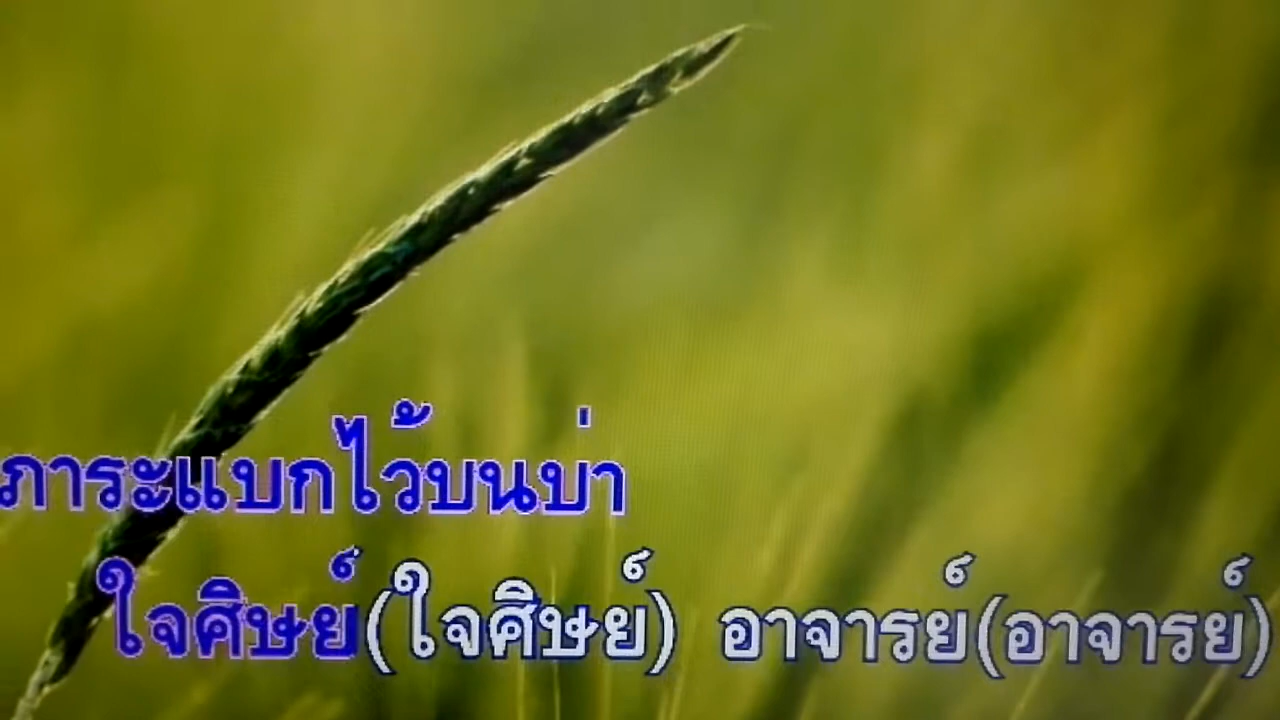 ภาระแบกไว้บนบ่า
ใจศิษย์(ใจศิษย์) อาจารย์(อาจารย์)